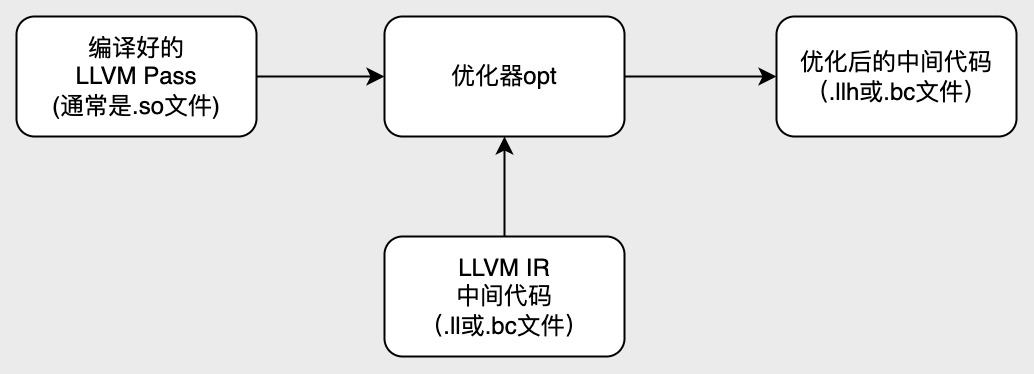 编译好的
LLVM Pass
(通常是.so文件)
优化器opt
优化后的中间代码
（.llh或.bc文件）
LLVM IR
中间代码
（.ll或.bc文件）